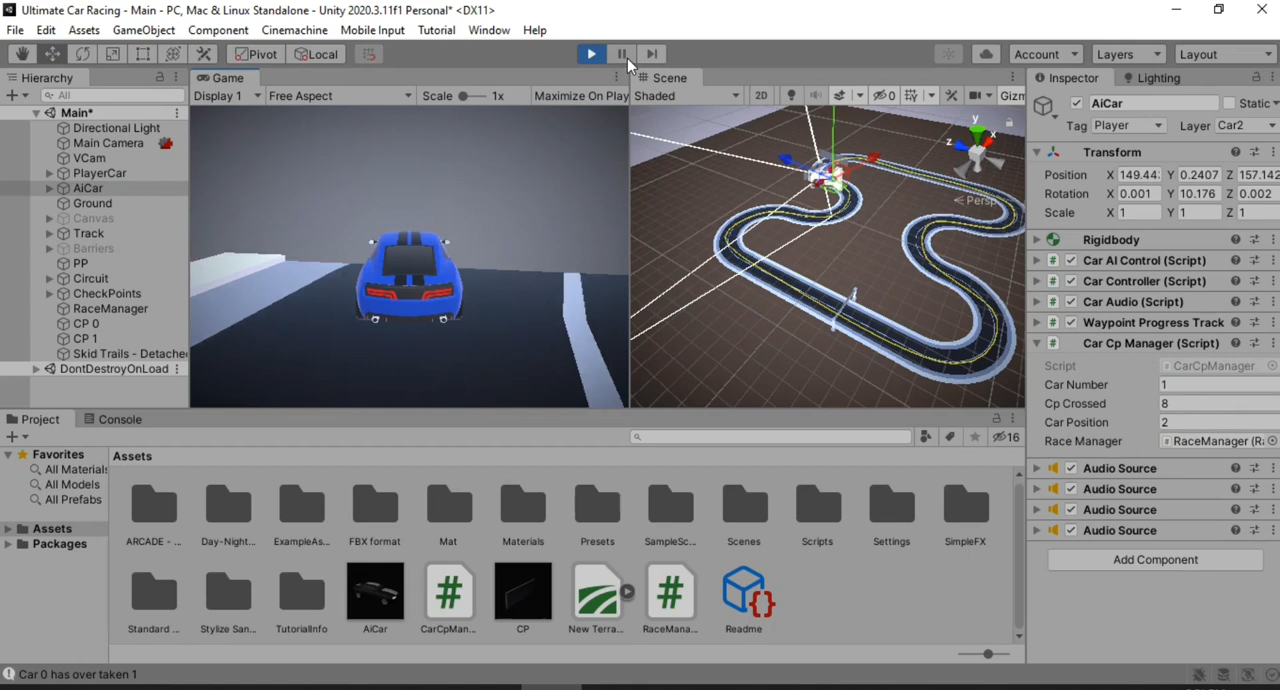 Ultimate Car Racing - Main - PC, Mac & Linux Standalone - Unity 2020.3.11f1 Personal* <DX11>
File Edit Assets GameObject Component Cinemachine Mobile Input Tutorial Window Help
Pivot Local Account Layers Layout
Hierarchy
All
Main*
Directional Light
Main Camera
VCam
PlayerCar
AiCar
Ground
Canvas
Track
Barriers
PP
Circuit
CheckPoints
RaceManager
CP 0
CP 1
Skid Trails - Detache
DontDestroyOnLoad
Game
Display 1 Free Aspect Scale 1x Maximize On Play
Scene
Shaded 2D 0 Gizm
y
x
z
Persp
Inspector Lighting
AiCar Static
Tag Player Layer Car2
Transform
Position X 149.44 Y 0.2407 Z 157.142
Rotation X 0.001 Y 10.176 Z 0.002
Scale X 1 Y 1 Z 1
Rigidbody
Car AI Control (Script)
Car Controller (Script)
Car Audio (Script)
Waypoint Progress Track
Car Cp Manager (Script)
Script CarCpManager
Car Number 1
Cp Crossed 8
Car Position 2
Race Manager RaceManager (Ra
Audio Source
Audio Source
Audio Source
Audio Source
Add Component
Project Console
16
Favorites
All Materials
All Models
All Prefabs
Assets
Packages
Assets
ARCADE - ... Day-Night... ExampleAs... FBX format Mat Materials Presets SampleSc... Scenes Scripts Settings SimpleFX
Standard ... Stylize San... TutorialInfo AiCar CarCpMan... CP New Terra... RaceMana... Readme
Car 0 has over taken 1